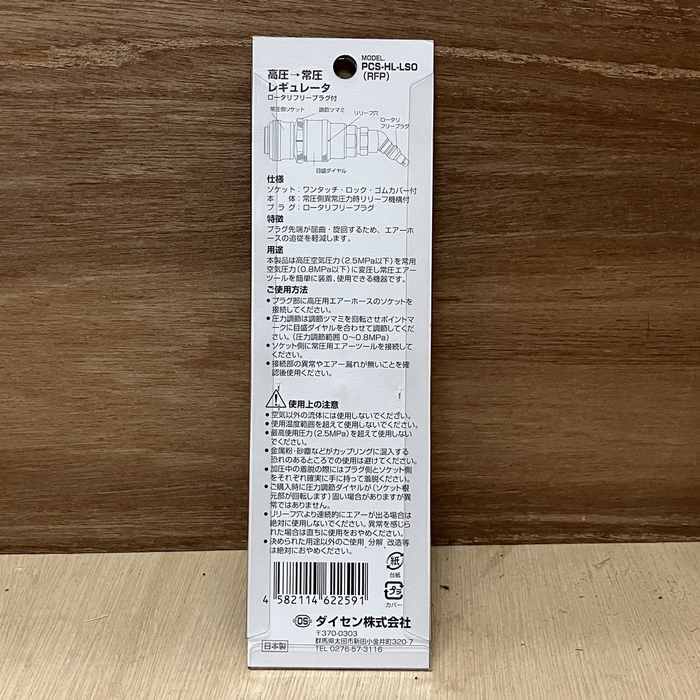 MODEL.
PCS-HL-LSO
(RFP)
高圧→常圧
レギュレータ
ロータリフリープラグ付
常圧側ソケット
調節ツマミ
リリーフ穴
ロータリ
フリープラグ
目盛ダイヤル
仕様
ソケット：ワンタッチ・ロック・ゴムカバー付
本　体：常圧側異常圧力時リリーフ機構付
プラグ：ロータリフリープラグ
特徴
プラグ先端が屈曲・旋回するため、エアーホ
ースの追従を軽減します。
用途
本製品は高圧空気圧力(2.5MPa以下)を常用
空気圧力(0.8MPa以下)に変圧し常圧エアー
ツールを簡単に装着、使用できる機器です。
ご使用方法
●プラグ部に高圧用エアーホースのソケットを
接続してください。
●圧力調節は調節ツマミを回転させポイントマ
ークに目盛ダイヤルを合わせて調節してくだ
さい。(圧力調節範囲 0〜0.8MPa)
●ソケット側に常圧用エアーツールを接続して
ください。
●接続部の異常やエアー漏れが無いことを確
認後使用ください。
使用上の注意
●空気以外の流体には使用しないでください。
●使用温度範囲を超えて使用しないでください。
●最高使用圧力(2.5MPa)を超えて使用しない
でください。
●金属粉・砂塵などがカップリングに混入する
恐れのあるところでの使用は避けてください。
●加圧中の着脱の際にはプラグ側とソケット側
をそれぞれ確実に手に持って着脱ください。
●ご購入時に圧力調節ダイヤルが(ソケット根
元部が回転します)固い場合がありますが異
常ではありません。
●リリーフ穴より連続的にエアーが出る場合は
絶対に使用しないでください。異常を感じら
れた場合は直ちに使用をおやめください。
●決められた用途以外のご使用、分解、改造等
は絶対におやめください。
紙
台紙
プラ
カバー
4 582114 622591
DS ダイセン株式会社
〒370-0303
群馬県太田市新田小金井町320-7
TEL 0276-57-3116
日本製